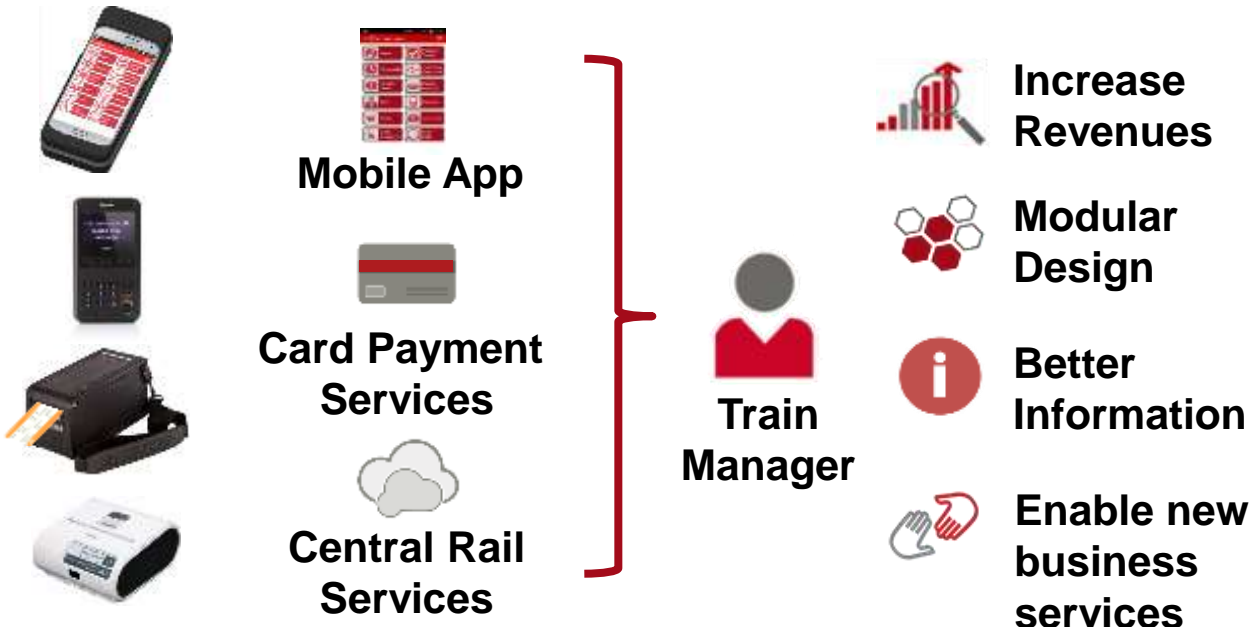 Mobile App
Card Payment
Services
Central Rail
Services
Train
Manager
Increase
Revenues
Modular
Design
Better
Information
Enable new
business
services